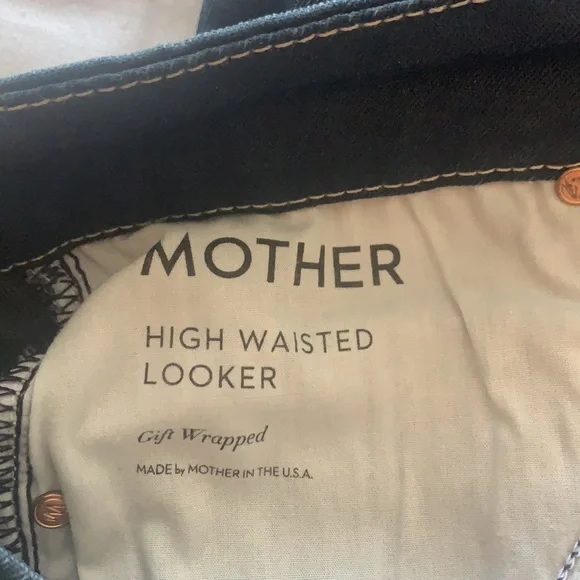 MOTHER
HIGH WAISTED
LOOKER
Gift Wrapped
MADE by MOTHER IN THE U.S.A.